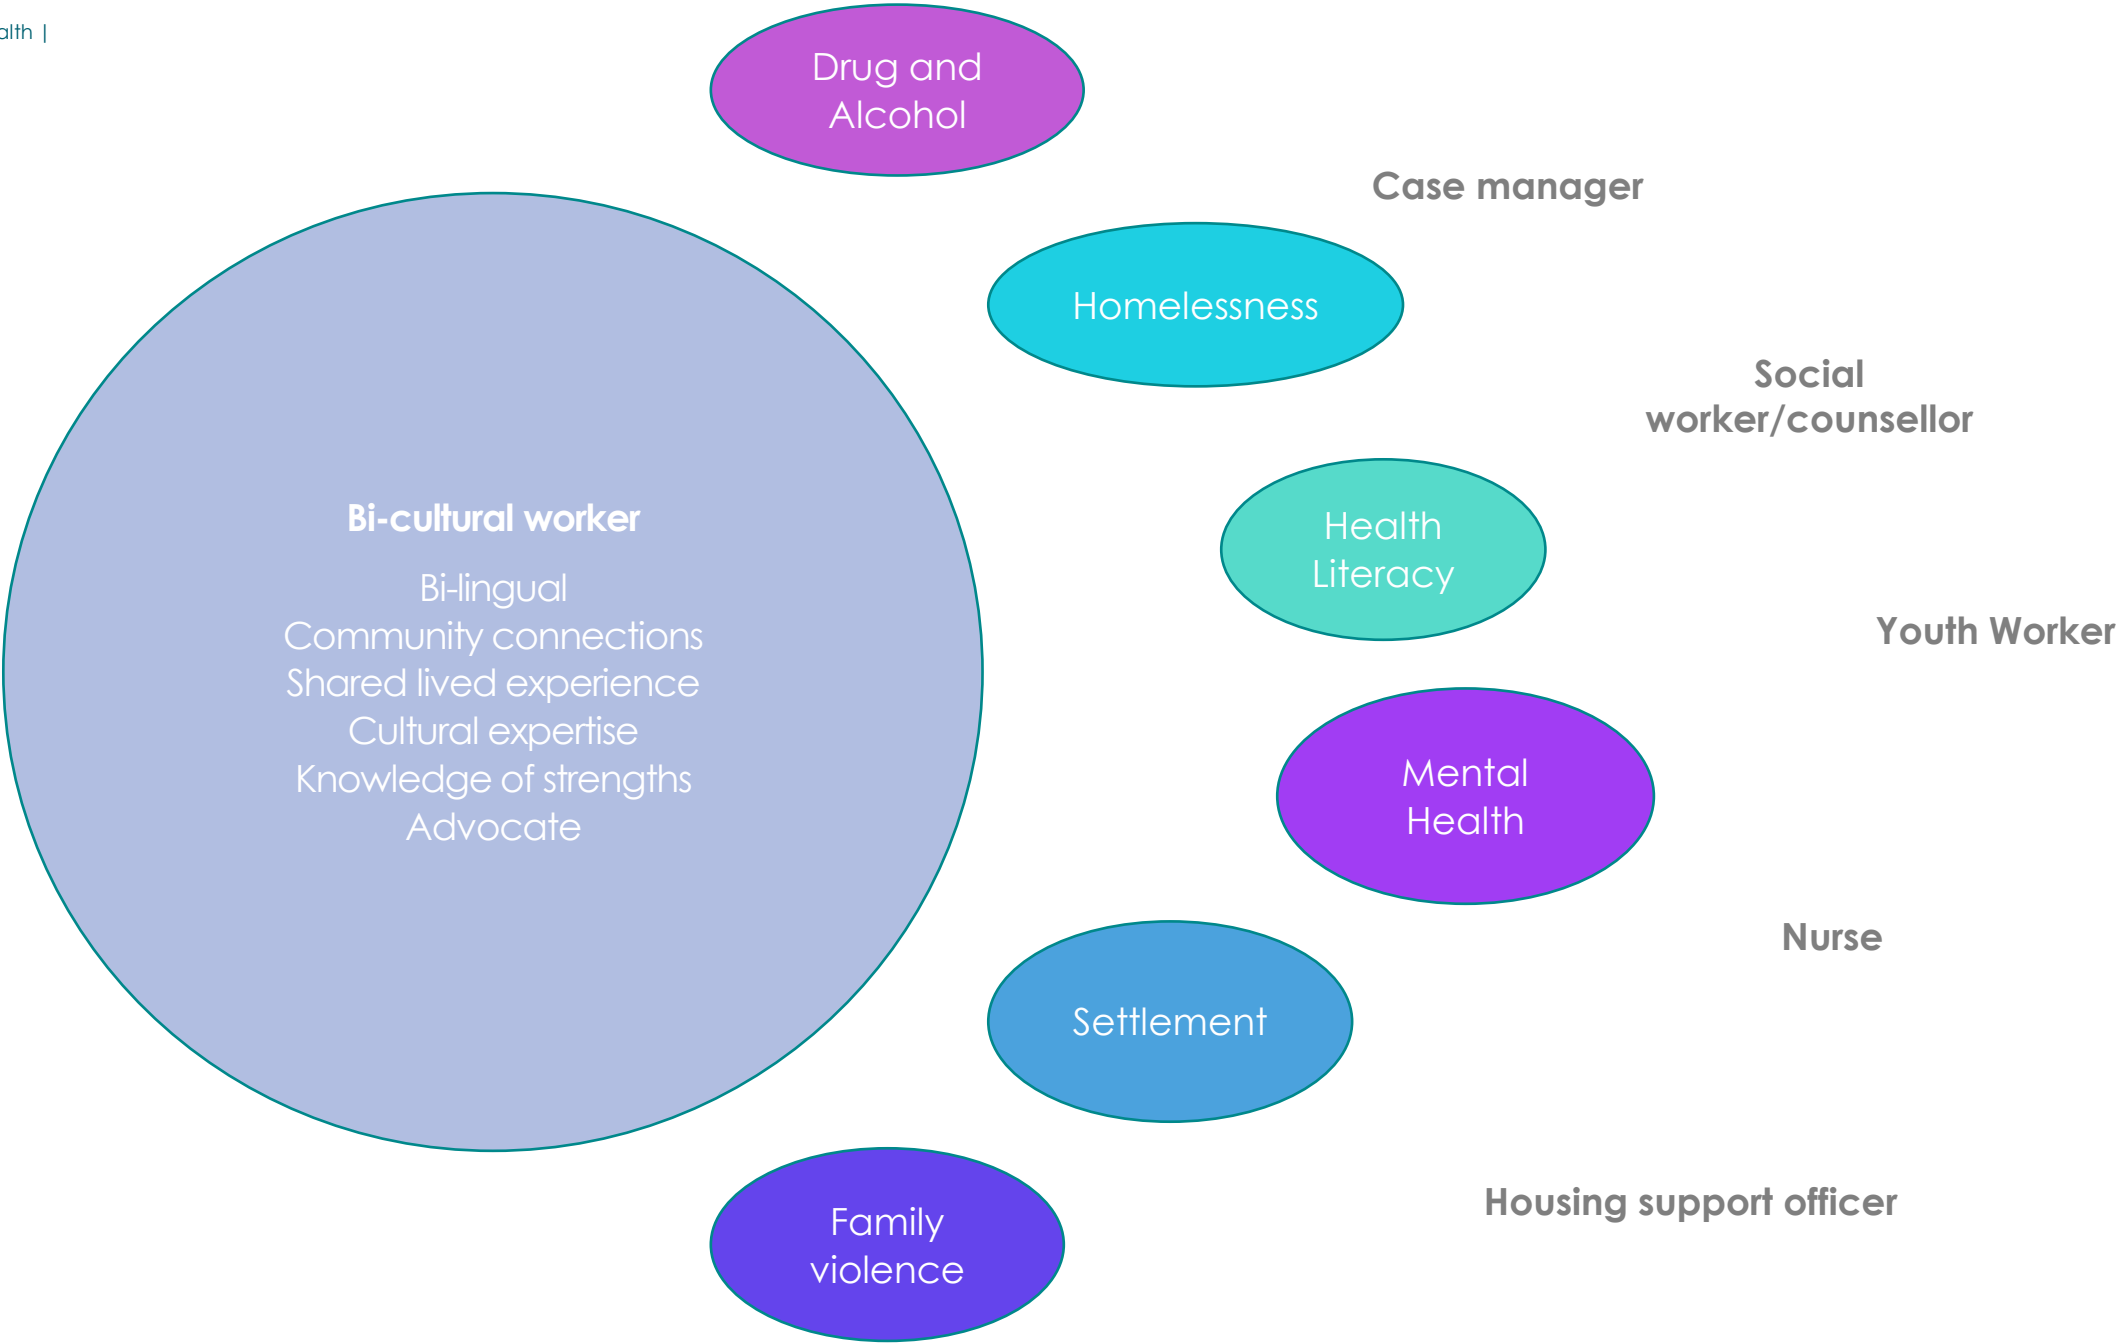 Drug and
Alcohol
Case manager
Homelessness
Social
worker/counsellor
Bi-cultural worker
Bi-lingual
Community connections
Shared lived experience
Cultural expertise
Knowledge of strengths
Advocate
Health
Literacy
Youth Worker
Mental
Health
Nurse
Settlement
Housing support officer
Family
violence